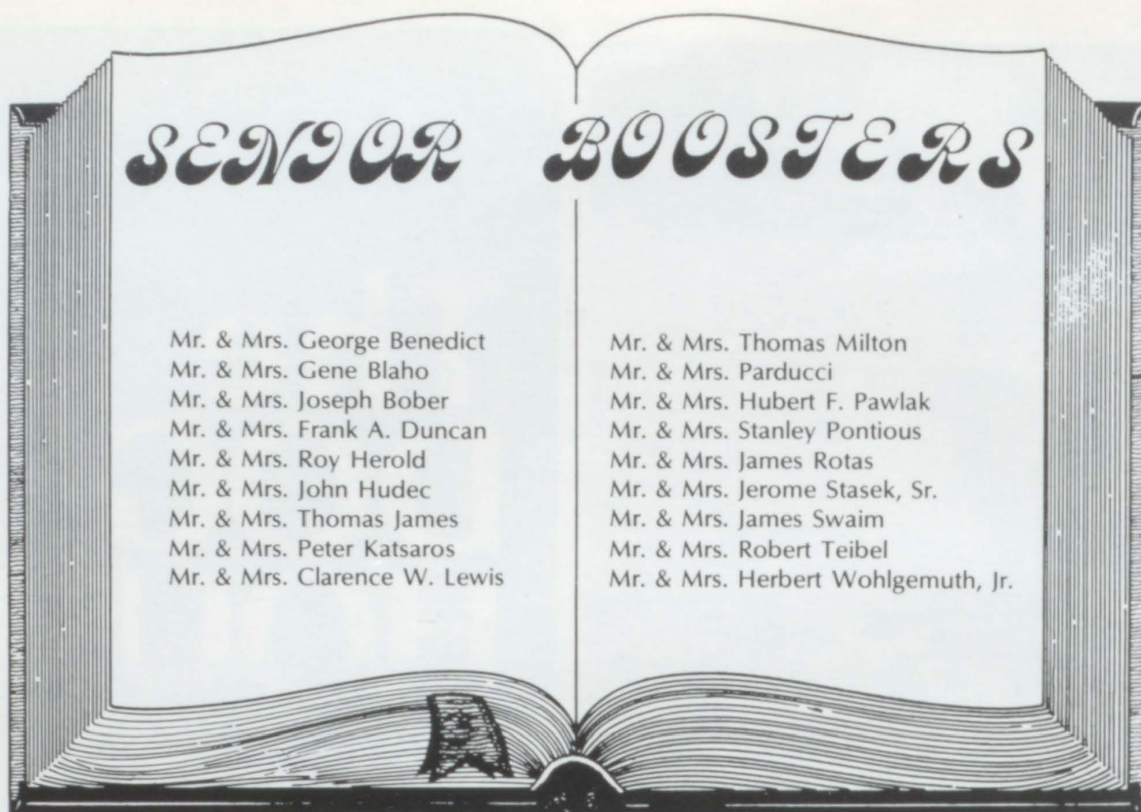 SENIOR BOOSTERS
Mr. & Mrs. George Benedict
Mr. & Mrs. Gene Blaho
Mr. & Mrs. Joseph Bober
Mr. & Mrs. Frank A. Duncan
Mr. & Mrs. Roy Herold
Mr. & Mrs. John Hudec
Mr. & Mrs. Thomas James
Mr. & Mrs. Peter Katsaros
Mr. & Mrs. Clarence W. Lewis
Mr. & Mrs. Thomas Milton
Mr. & Mrs. Parducci
Mr. & Mrs. Hubert F. Pawlak
Mr. & Mrs. Stanley Pontious
Mr. & Mrs. James Rotas
Mr. & Mrs. Jerome Stasek, Sr.
Mr. & Mrs. James Swaim
Mr. & Mrs. Robert Teibel
Mr. & Mrs. Herbert Wohlgemuth, Jr.